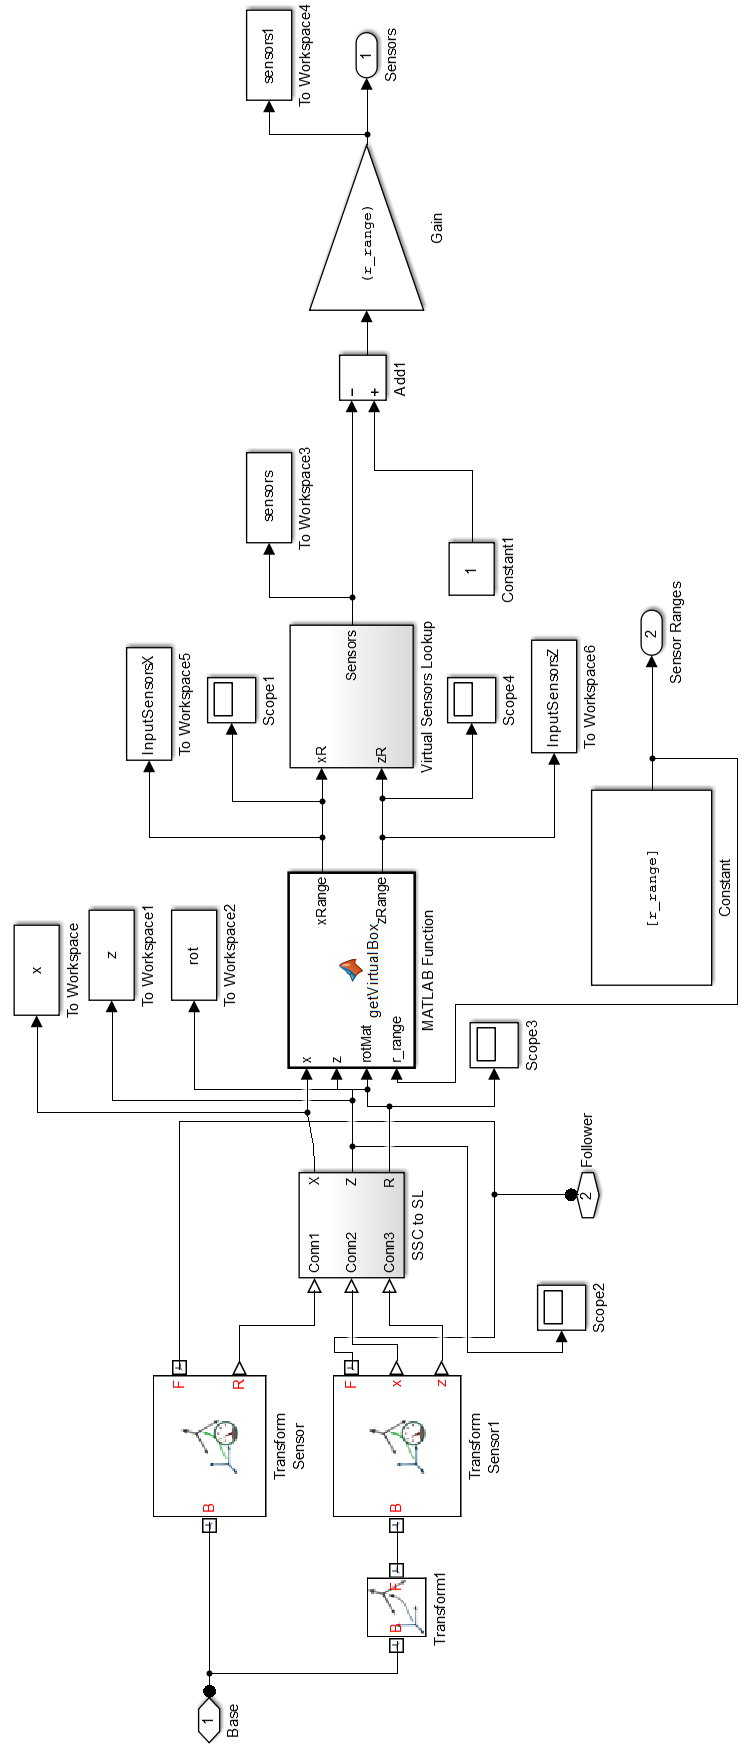 1
Base
B
F
R
Transform
Sensor
B
F
Transform1
B
F
x
z
Transform
Sensor1
Scope2
2
Follower
Conn1
Conn2
Conn3
X
Z
R
SSC to SL
Scope3
x
To Workspace
z
To Workspace1
rot
To Workspace2
x
z
rotMat
r_range
getVirtualBox
xRange
zRange
MATLAB Function
[r_range]
Constant
2
Sensor Ranges
InputSensorsX
To Workspace5
Scope1
Scope4
InputSensorsZ
To Workspace6
xR
zR
Sensors
Virtual Sensors Lookup
1
Constant1
sensors
To Workspace3
−
+
Add1
(r_range)
Gain
sensors1
To Workspace4
1
Sensors